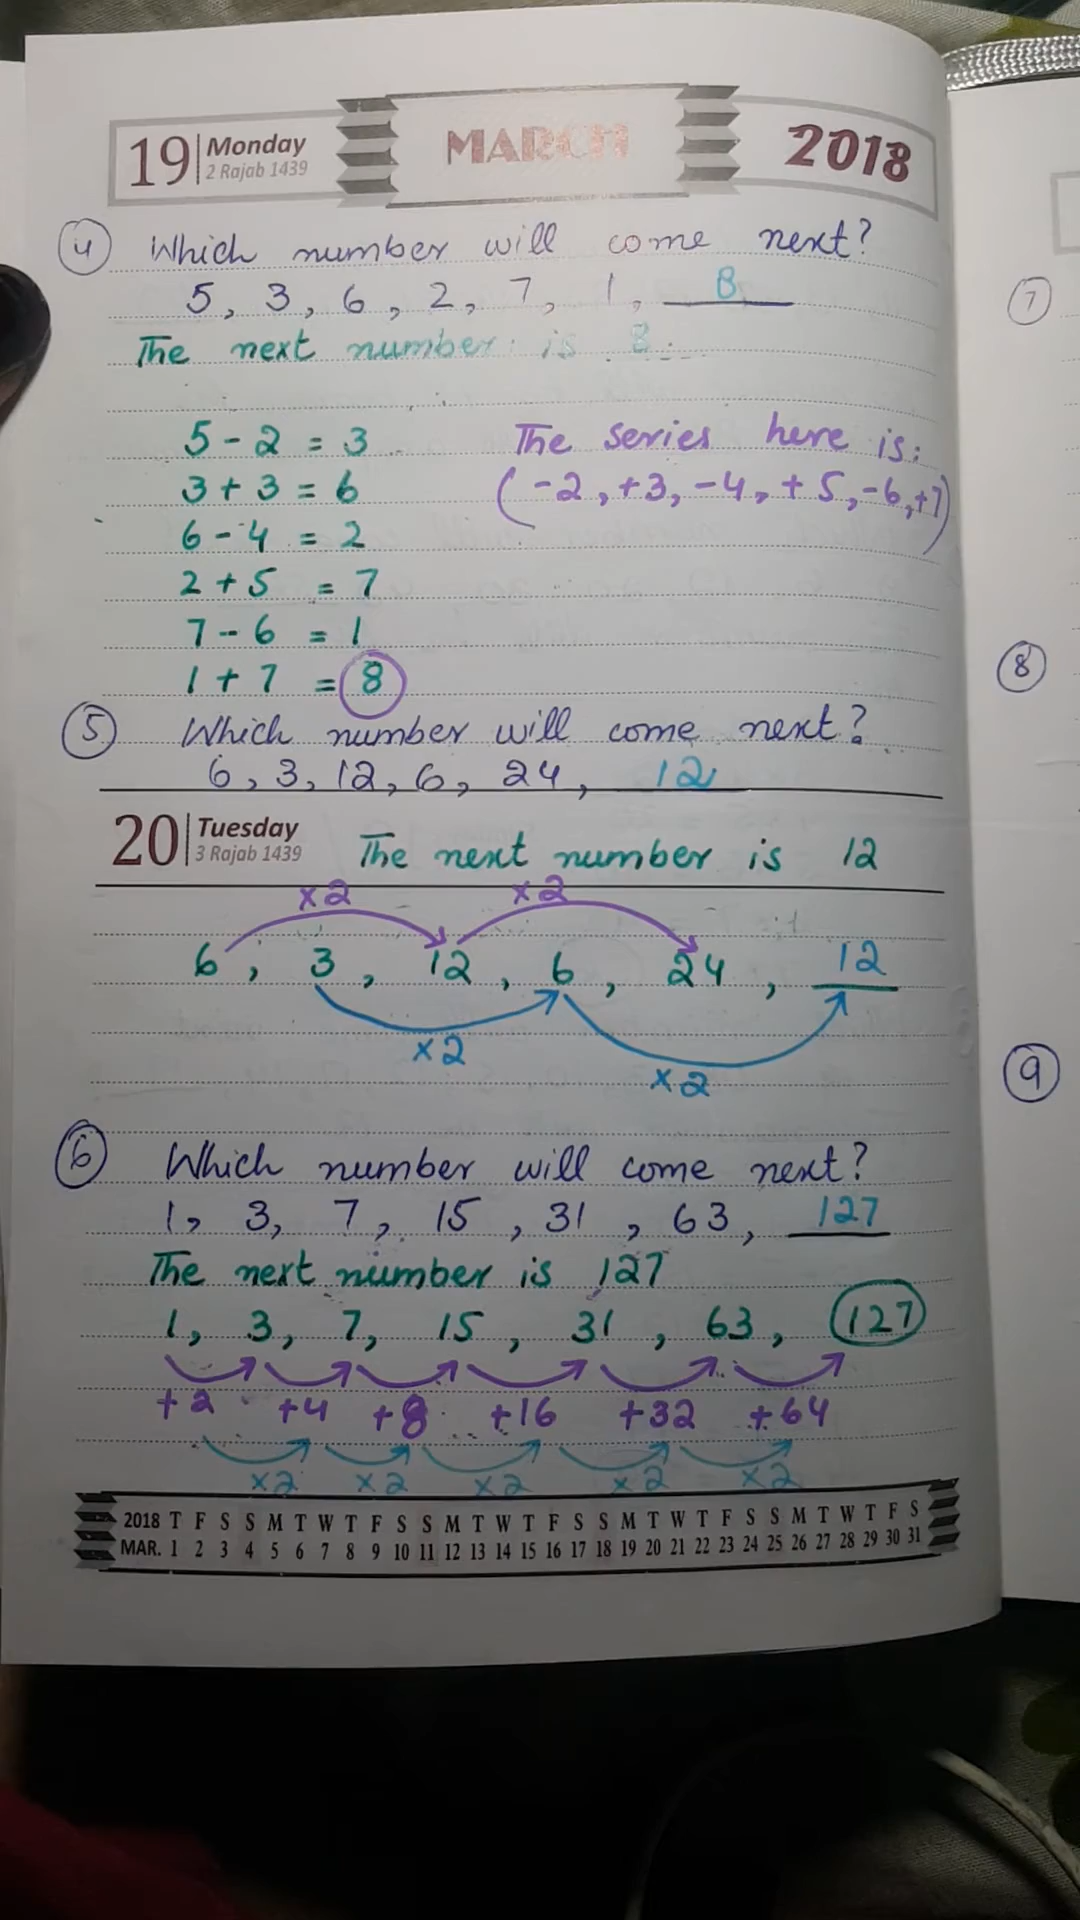 19 Monday MARCH 2018
2 Rajab 1439
4 Which number will come next?
5, 3, 6, 2, 7, 1, 8
The next number is 8
5 - 2 = 3 The series here is:
3 + 3 = 6 (-2, +3, -4, +5, -6, +7)
6 - 4 = 2
2 + 5 = 7
7 - 6 = 1
1 + 7 = 8
5 Which number will come next?
6, 3, 12, 6, 24, 12
20 Tuesday The next number is 12
3 Rajab 1439
×2 ×2
6, 3, 12, 6, 24, 12
×2 ×2
6 Which number will come next?
1, 3, 7, 15, 31, 63, 127
The next number is 127
1, 3, 7, 15, 31, 63, 127
+2 +4 +8 +16 +32 +64
×2 ×2 ×2 ×2 ×2
2018 T F S S M T W T F S S M T W T F S S M T W T F S S M T W T F S
MAR. 1 2 3 4 5 6 7 8 9 10 11 12 13 14 15 16 17 18 19 20 21 22 23 24 25 26 27 28 29 30 31
7
8
9